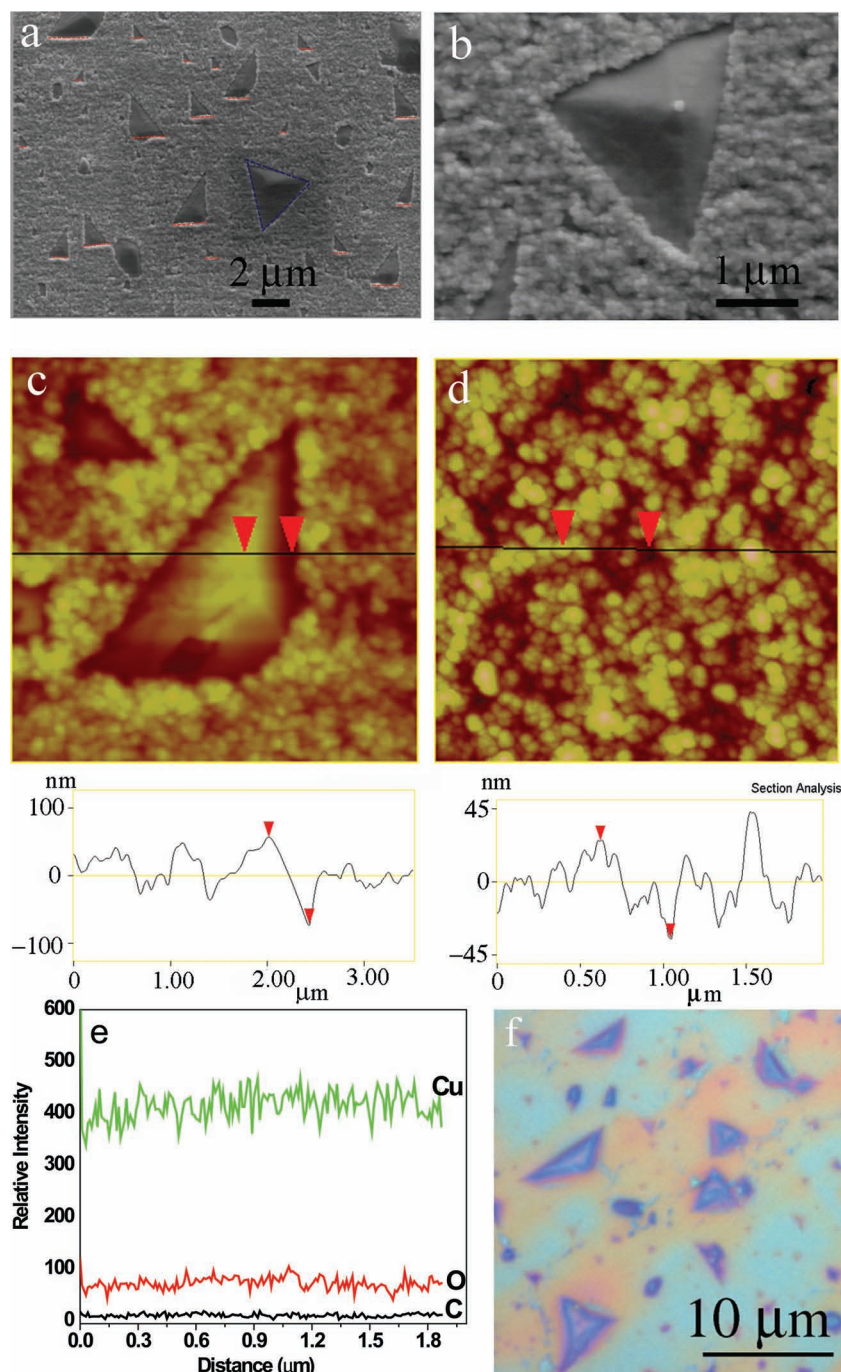 a
2 μm
b
1 μm
c
d
nm
100
0
−100
0
1.00
2.00
3.00
μm
nm
Section Analysis
45
0
−45
0
0.50
1.00
1.50
μm
e
600
500
400
300
200
100
0
Relative Intensity
Cu
O
C
0.0 0.3 0.6 0.9 1.2 1.5 1.8
Distance (μm)
f
10 μm